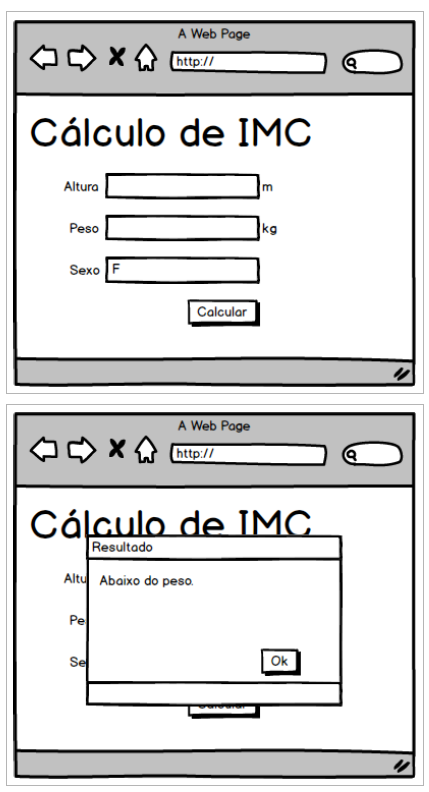 A Web Page
http://
Cálculo de IMC
Altura
m
Peso
kg
Sexo
F
Calcular
A Web Page
http://
Cálculo de IMC
Resultado
Altu
Abaixo do peso.
Pe
Se
Ok
Calcular